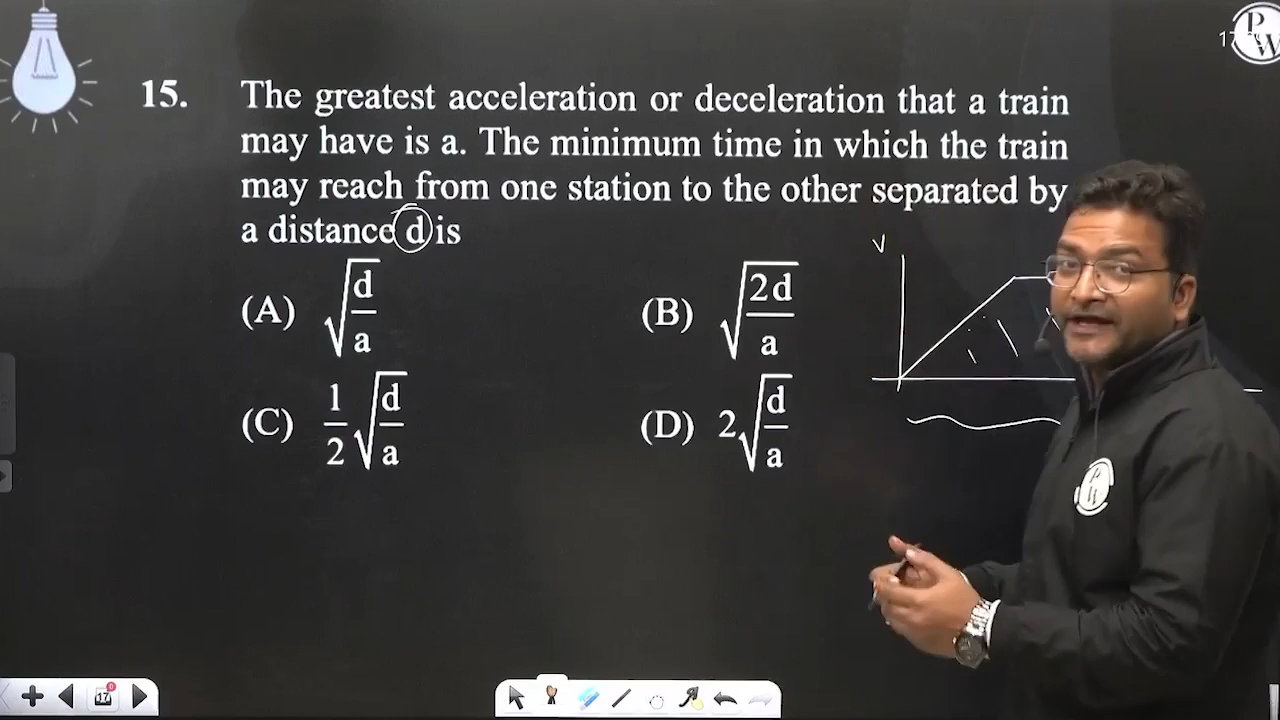 P
W
15. The greatest acceleration or deceleration that a train
may have is a. The minimum time in which the train
may reach from one station to the other separated by
a distance d is
(A) √(d/a) (B) √(2d/a)
(C) 1/2 √(d/a) (D) 2√(d/a)
v
17